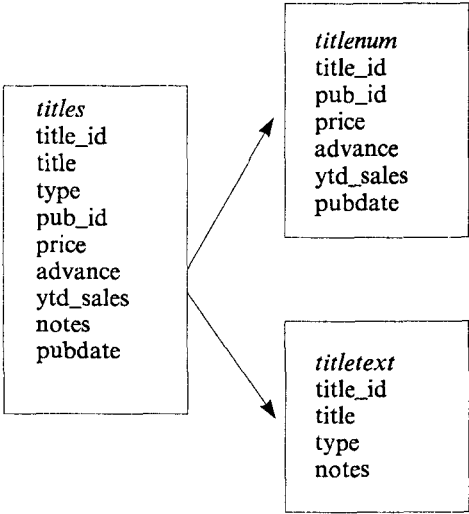 titles
title_id
title
type
pub_id
price
advance
ytd_sales
notes
pubdate
titlenum
title_id
pub_id
price
advance
ytd_sales
pubdate
titletext
title_id
title
type
notes